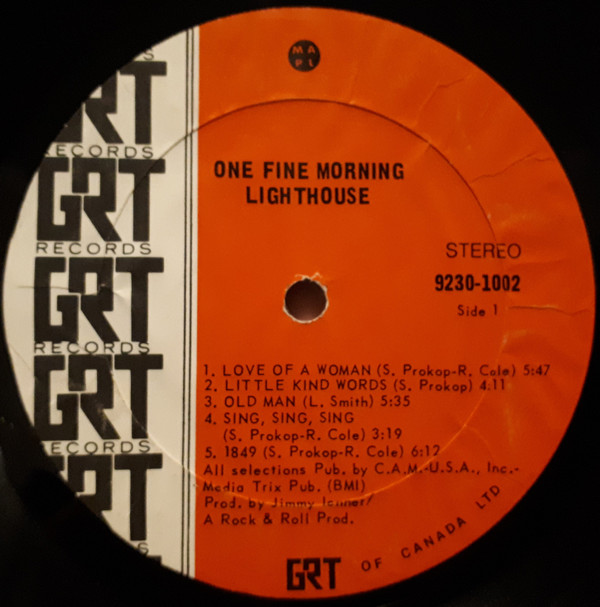 M A
P L
S
GRT
RECORDS
GRT
RECORDS
GRT
RECORDS
GRT
RECORDS
GRT
S
ONE FINE MORNING
LIGHTHOUSE
STEREO
9230-1002
Side 1
1. LOVE OF A WOMAN (S. Prokop-R. Cole) 5:47
2. LITTLE KIND WORDS (S. Prokop) 4:11
3. OLD MAN (L. Smith) 5:35
4. SING, SING, SING
(S. Prokop-R. Cole) 3:19
5. 1849 (S. Prokop-R. Cole) 6:12
All selections Pub. by C.A.M.-U.S.A., Inc.-
Media Trix Pub. (BMI)
Prod. by Jimmy Ienner/
A Rock & Roll Prod.
GRT OF CANADA LTD